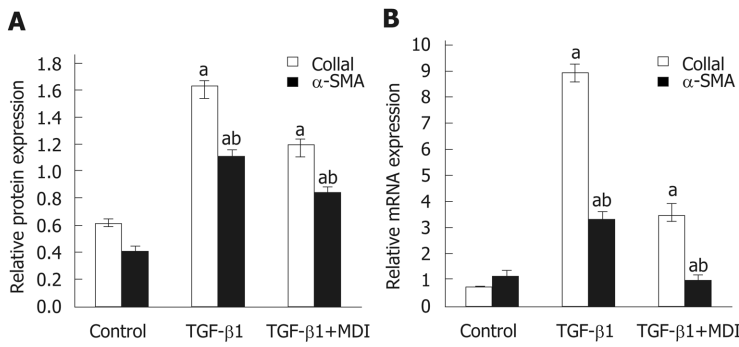 A
Relative protein expression
1.8
1.6
1.4
1.2
1.0
0.8
0.6
0.4
0.2
0.0
Collal
α-SMA
a
ab
a
ab
Control
TGF-β1
TGF-β1+MDI
B
Relative mRNA expression
10
9
8
7
6
5
4
3
2
1
0
Collal
α-SMA
a
ab
a
ab
Control
TGF-β1
TGF-β1+MDI